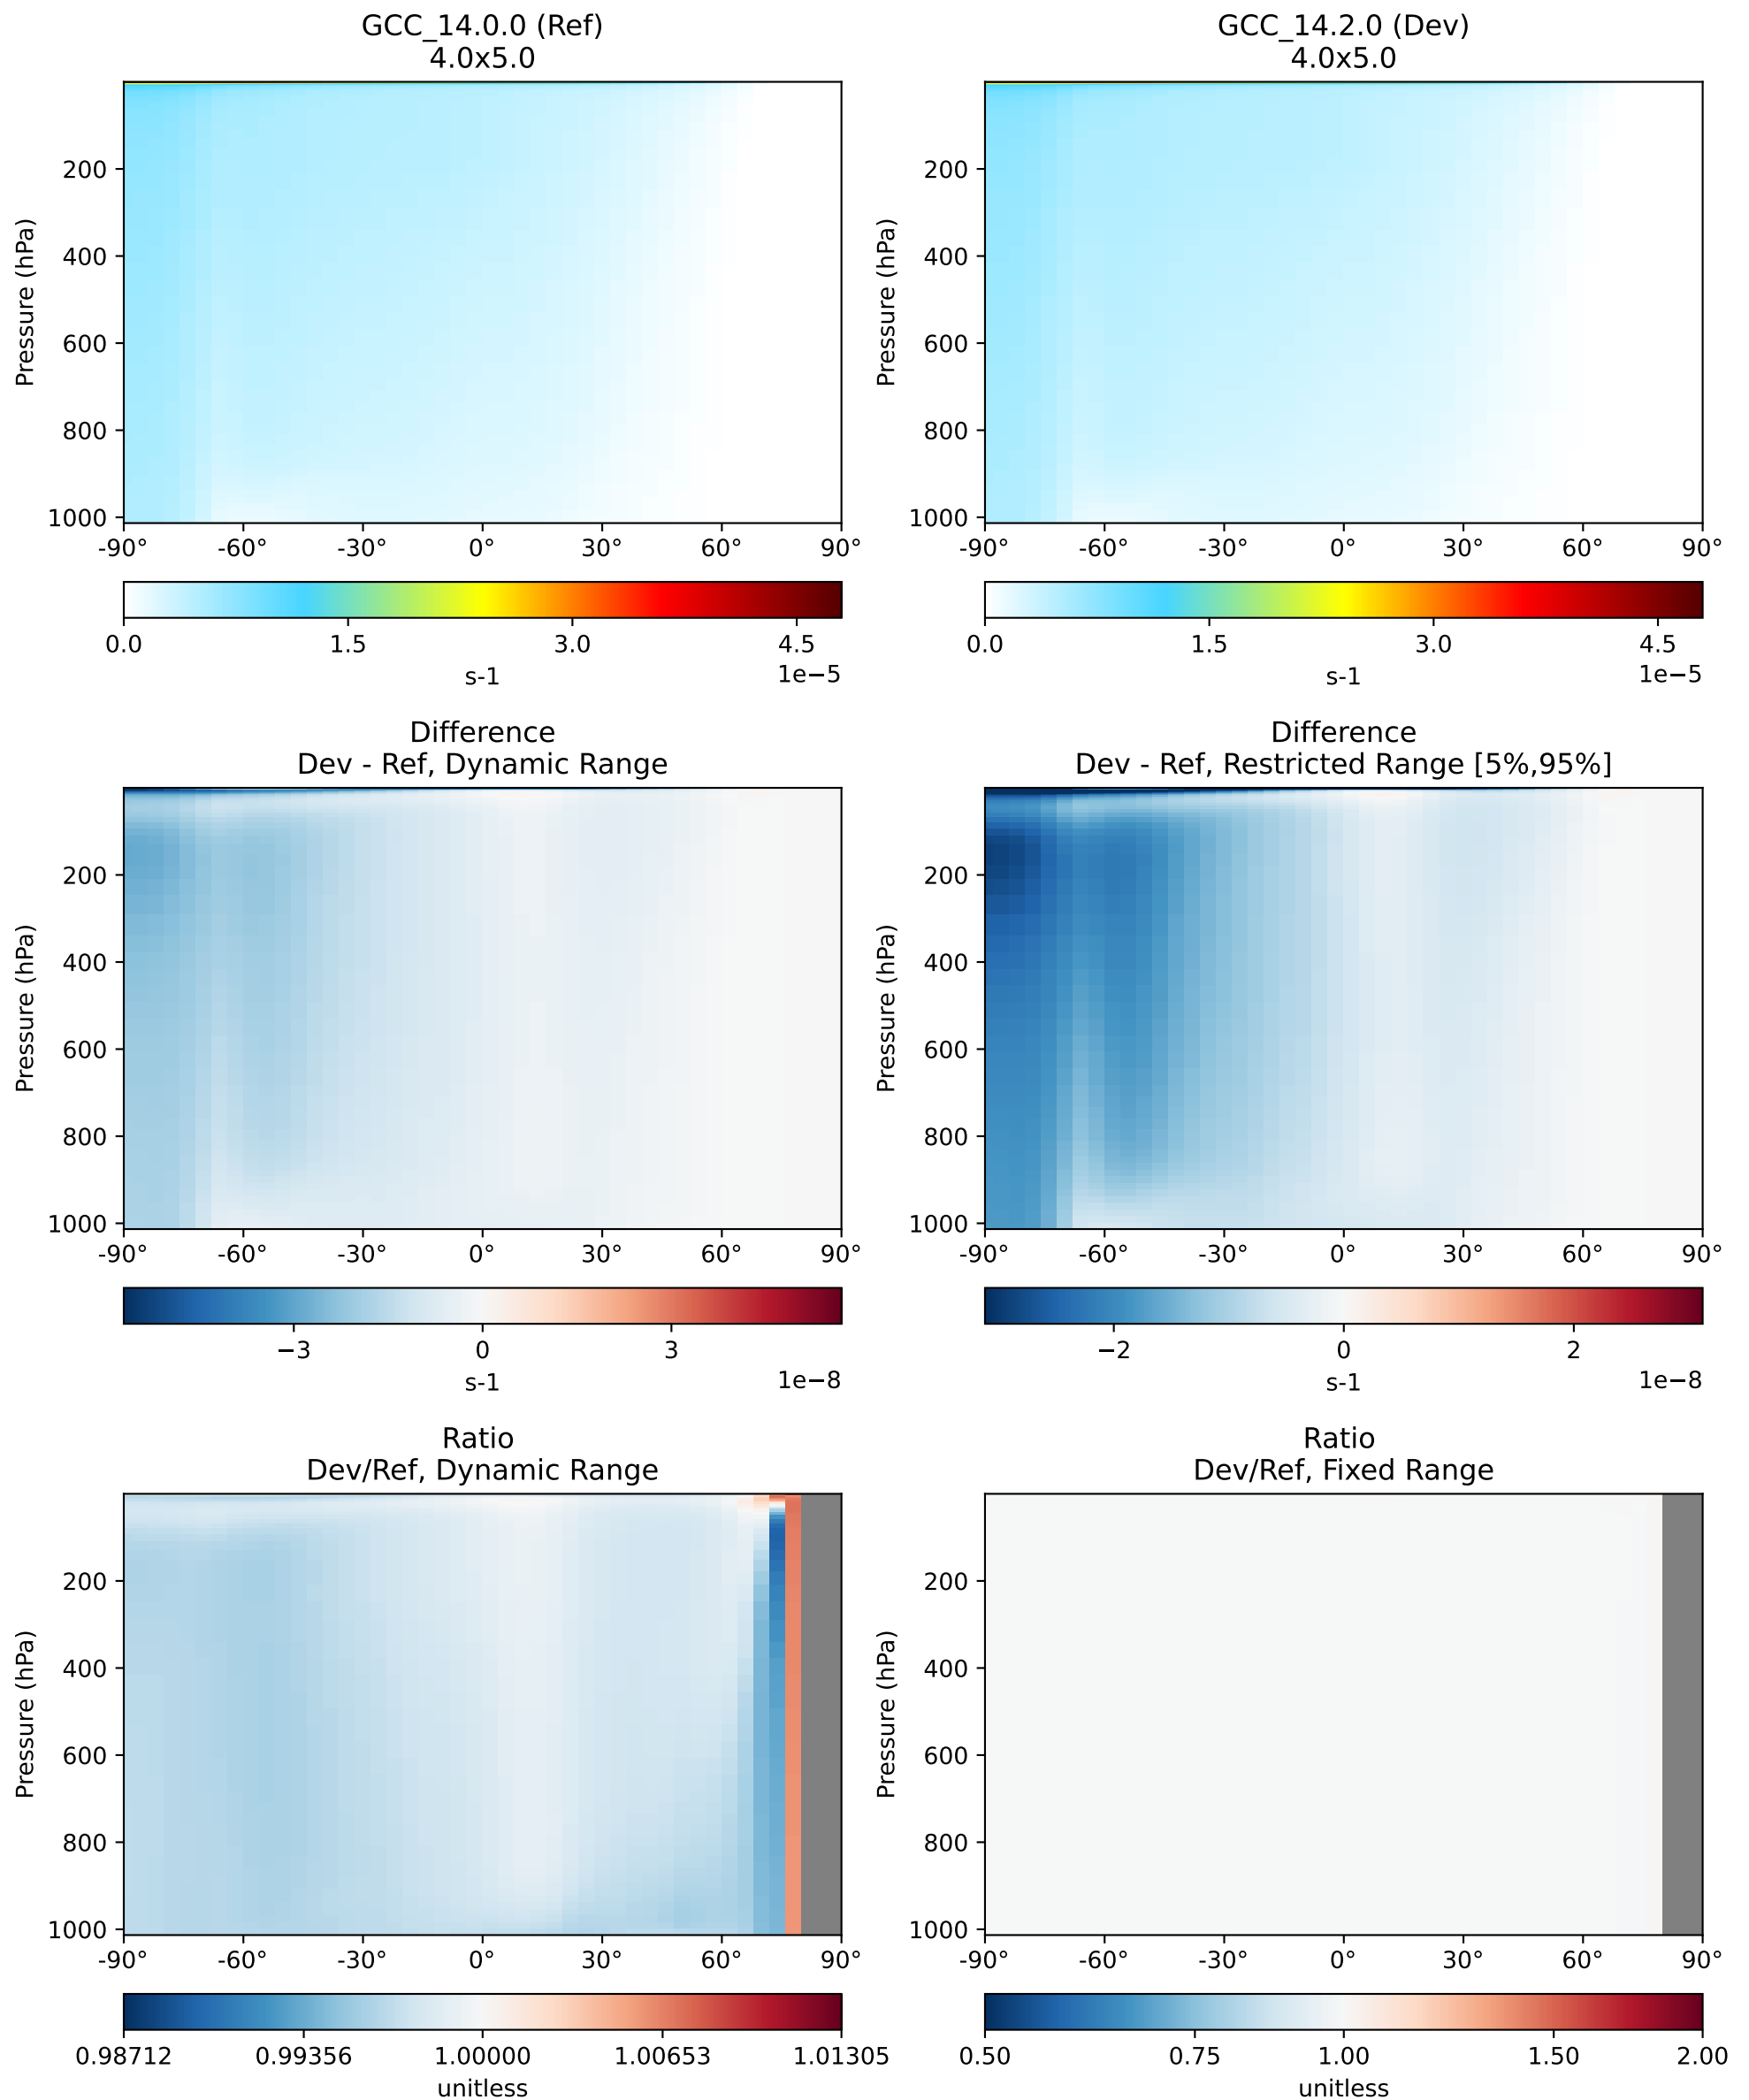 GCC_14.0.0 (Ref)
4.0x5.0
Pressure (hPa)
200
400
600
800
1000
-90° -60° -30° 0° 30° 60° 90°
0.0 1.5 3.0 4.5
1e−5
s-1
GCC_14.2.0 (Dev)
4.0x5.0
Pressure (hPa)
200
400
600
800
1000
-90° -60° -30° 0° 30° 60° 90°
0.0 1.5 3.0 4.5
1e−5
s-1
Difference
Dev - Ref, Dynamic Range
Pressure (hPa)
200
400
600
800
1000
-90° -60° -30° 0° 30° 60° 90°
−3 0 3
1e−8
s-1
Difference
Dev - Ref, Restricted Range [5%,95%]
Pressure (hPa)
200
400
600
800
1000
-90° -60° -30° 0° 30° 60° 90°
−2 0 2
1e−8
s-1
Ratio
Dev/Ref, Dynamic Range
Pressure (hPa)
200
400
600
800
1000
-90° -60° -30° 0° 30° 60° 90°
0.98712 0.99356 1.00000 1.00653 1.01305
unitless
Ratio
Dev/Ref, Fixed Range
Pressure (hPa)
200
400
600
800
1000
-90° -60° -30° 0° 30° 60° 90°
0.50 0.75 1.00 1.50 2.00
unitless